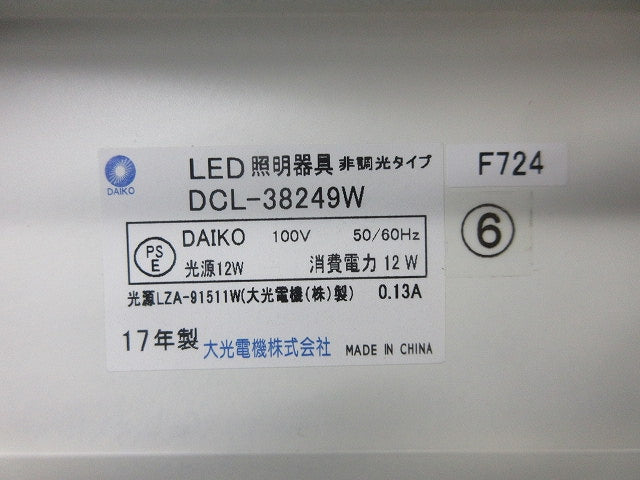 DAIKO
LED 照明器具 非調光タイプ
DCL-38249W
F724
⑥
PS
E
DAIKO 100V 50/60Hz
光源12W 消費電力 12W
光源LZA-91511W(大光電機(株)製) 0.13A
17年製 大光電機株式会社 MADE IN CHINA